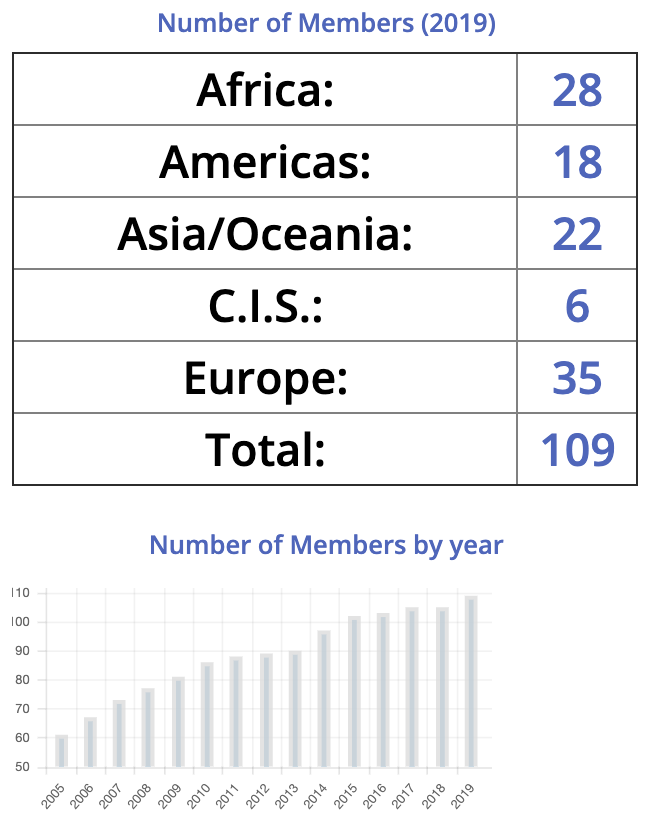 Number of Members (2019)
Africa: 28
Americas: 18
Asia/Oceania: 22
C.I.S.: 6
Europe: 35
Total: 109
Number of Members by year
110
100
90
80
70
60
50
2005 2006 2007 2008 2009 2010 2011 2012 2013 2014 2015 2016 2017 2018 2019